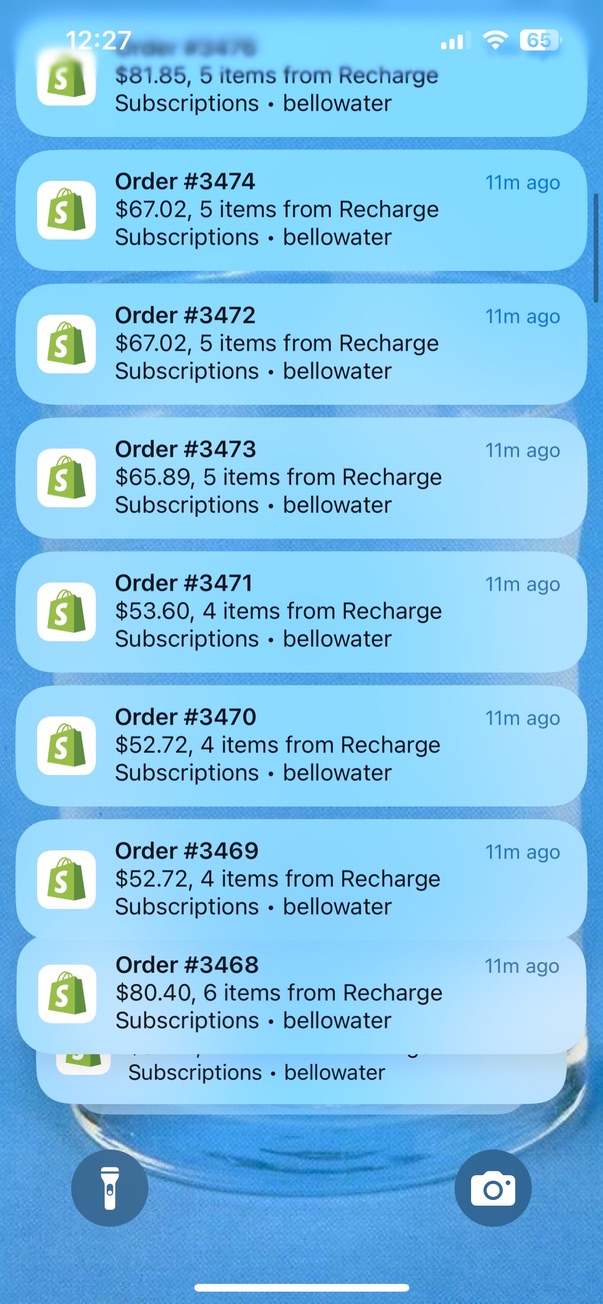 12:27
65
Order #3476
$81.85, 5 items from Recharge
Subscriptions • bellowater
Order #3474
11m ago
$67.02, 5 items from Recharge
Subscriptions • bellowater
Order #3472
11m ago
$67.02, 5 items from Recharge
Subscriptions • bellowater
Order #3473
11m ago
$65.89, 5 items from Recharge
Subscriptions • bellowater
Order #3471
11m ago
$53.60, 4 items from Recharge
Subscriptions • bellowater
Order #3470
11m ago
$52.72, 4 items from Recharge
Subscriptions • bellowater
Order #3469
11m ago
$52.72, 4 items from Recharge
Subscriptions • bellowater
Order #3468
11m ago
$80.40, 6 items from Recharge
Subscriptions • bellowater
Subscriptions • bellowater